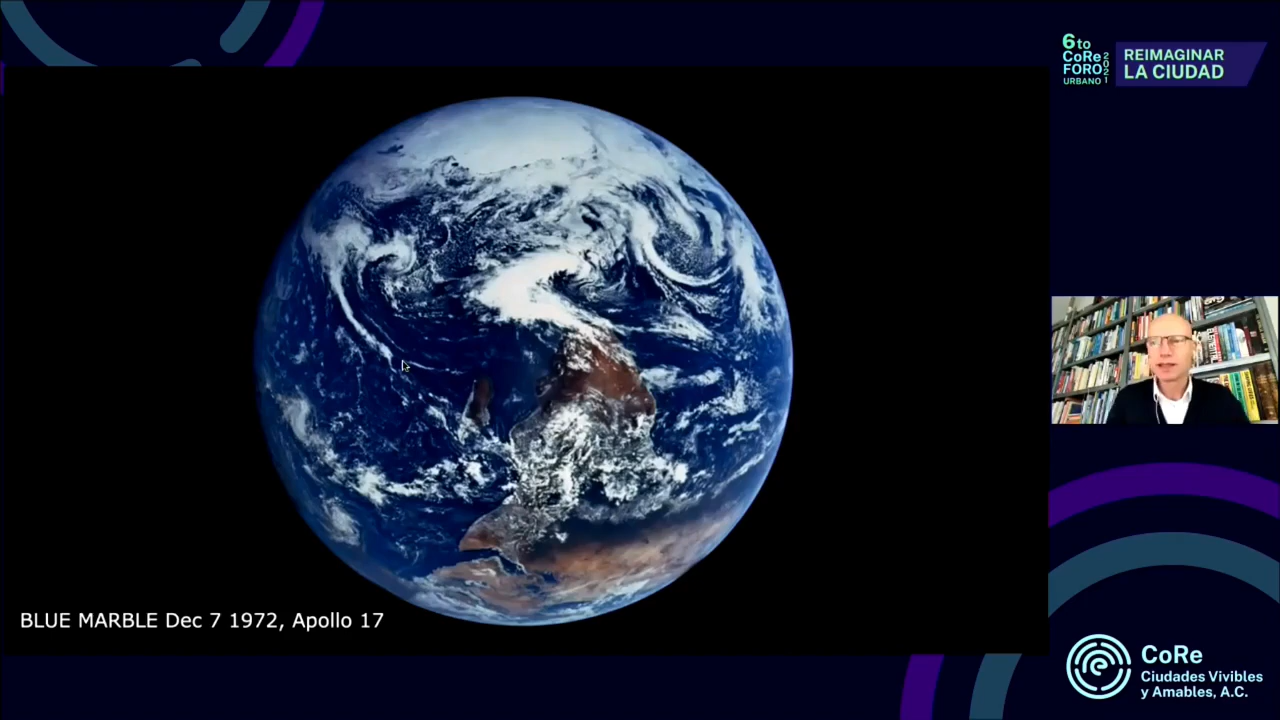 6to
CoRe
FORO
URBANO
2021
REIMAGINAR
LA CIUDAD
BLUE MARBLE Dec 7 1972, Apollo 17
CoRe
Ciudades Vivibles
y Amables, A.C.